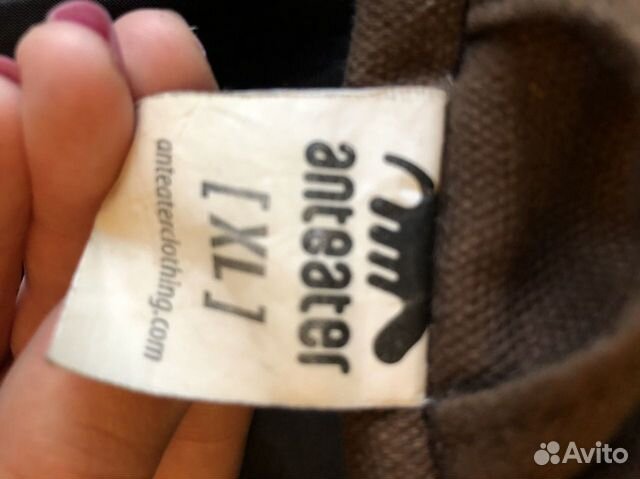 anteater
[ XL ]
anteaterclothing.com
Avito